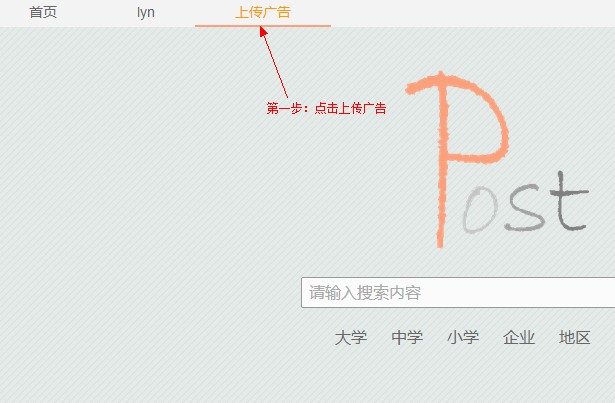 首页 lyn 上传广告
第一步：点击上传广告
Post
请输入搜索内容
大学 中学 小学 企业 地区